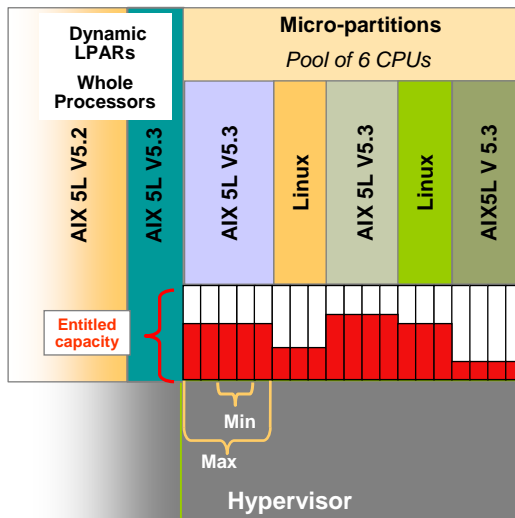 Dynamic
LPARs
Whole
Processors
Micro-partitions
Pool of 6 CPUs
AIX 5L V5.2
AIX 5L V5.3
AIX 5L V5.3
Linux
AIX 5L V5.3
Linux
AIX5L V 5.3
Entitled
capacity
Min
Max
Hypervisor